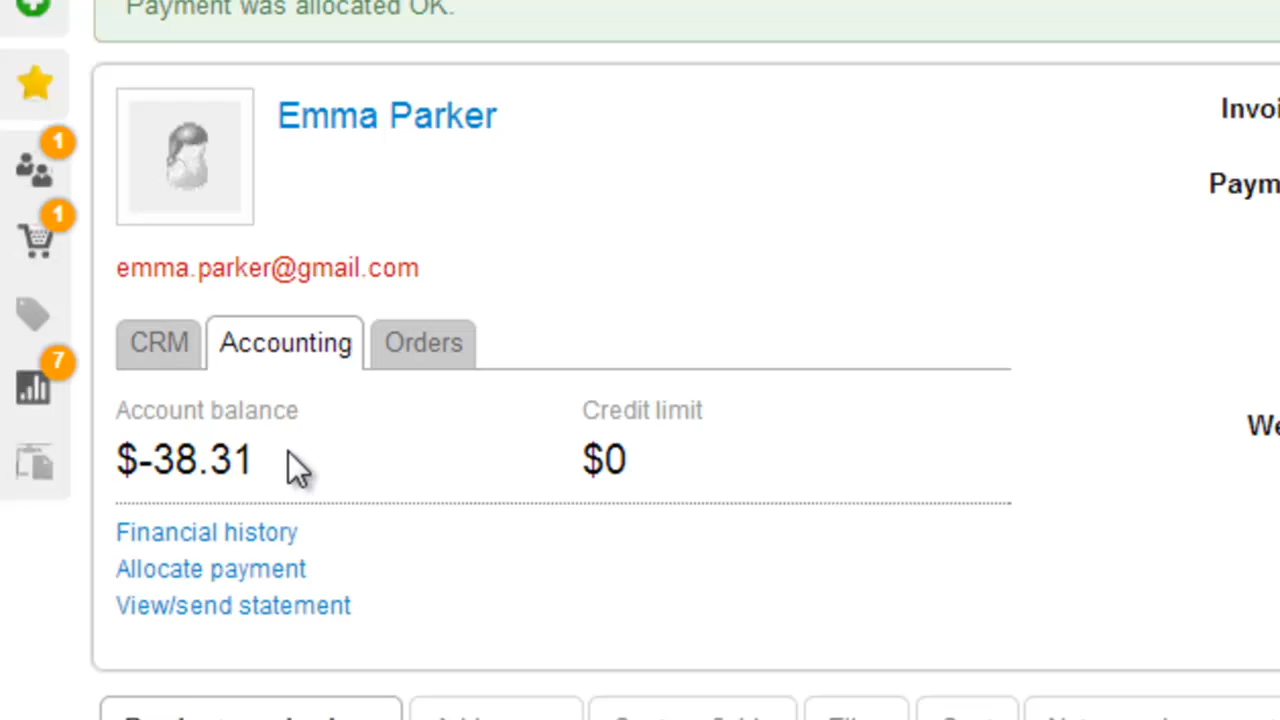 Payment was allocated OK.
Emma Parker
1
1
7
emma.parker@gmail.com
CRM Accounting Orders
Account balance Credit limit
$-38.31 $0
Financial history
Allocate payment
View/send statement